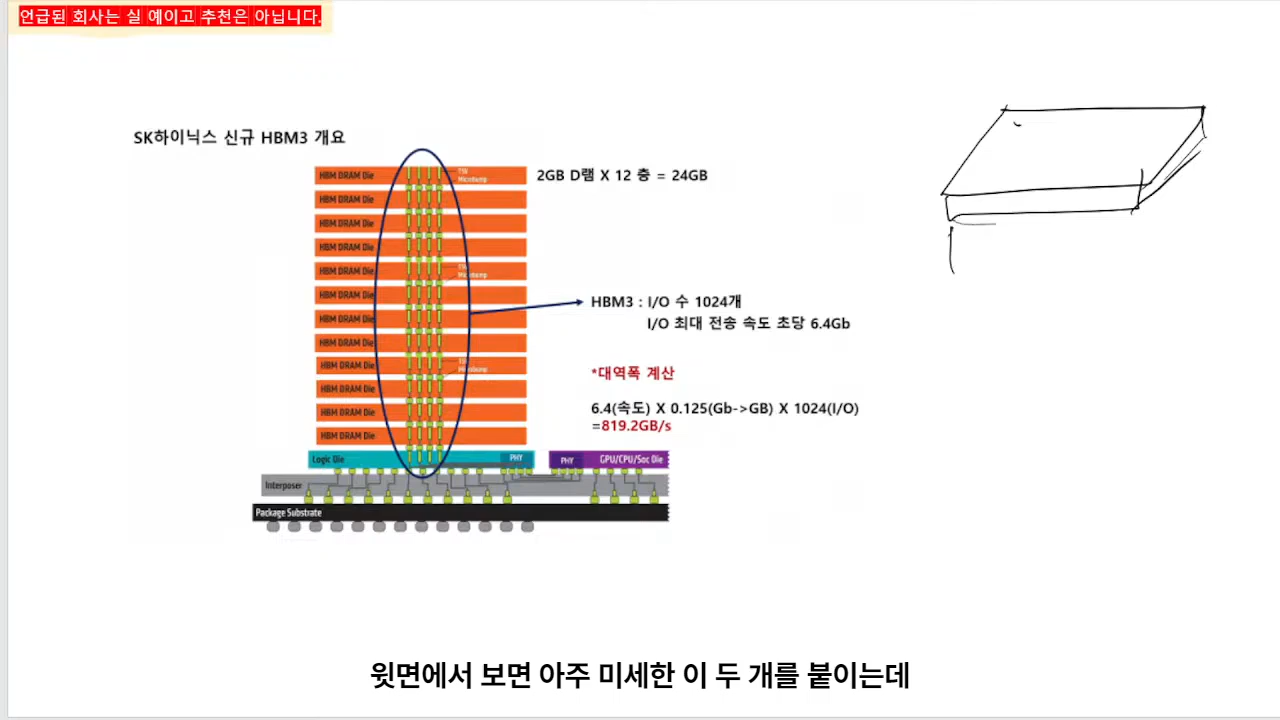 언급된 회사는 실 예이고 추천은 아닙니다.
SK하이닉스 신규 HBM3 개요
HBM DRAM Die
TSV
Microbump
2GB D램 X 12 층 = 24GB
HBM DRAM Die
HBM DRAM Die
HBM DRAM Die
HBM DRAM Die
TSV
Microbump
HBM DRAM Die
HBM3 : I/O 수 1024개
HBM DRAM Die
I/O 최대 전송 속도 초당 6.4Gb
HBM DRAM Die
HBM DRAM Die
TSV
Microbump
*대역폭 계산
HBM DRAM Die
HBM DRAM Die
6.4(속도) X 0.125(Gb->GB) X 1024(I/O)
=819.2GB/s
HBM DRAM Die
Logic Die PHY PHY GPU/CPU/Soc Die
Interposer
Package Substrate
윗면에서 보면 아주 미세한 이 두 개를 붙이는데